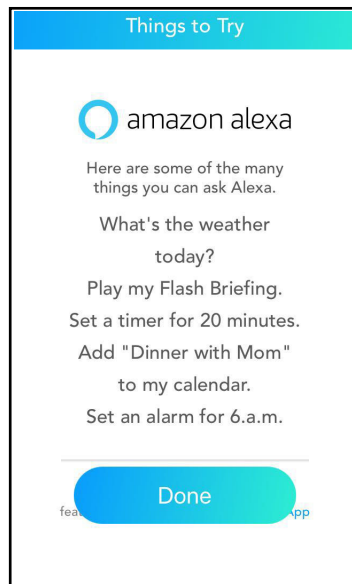 Things to Try
amazon alexa
Here are some of the many
things you can ask Alexa.
What's the weather
today?
Play my Flash Briefing.
Set a timer for 20 minutes.
Add "Dinner with Mom"
to my calendar.
Set an alarm for 6.a.m.
Done
App